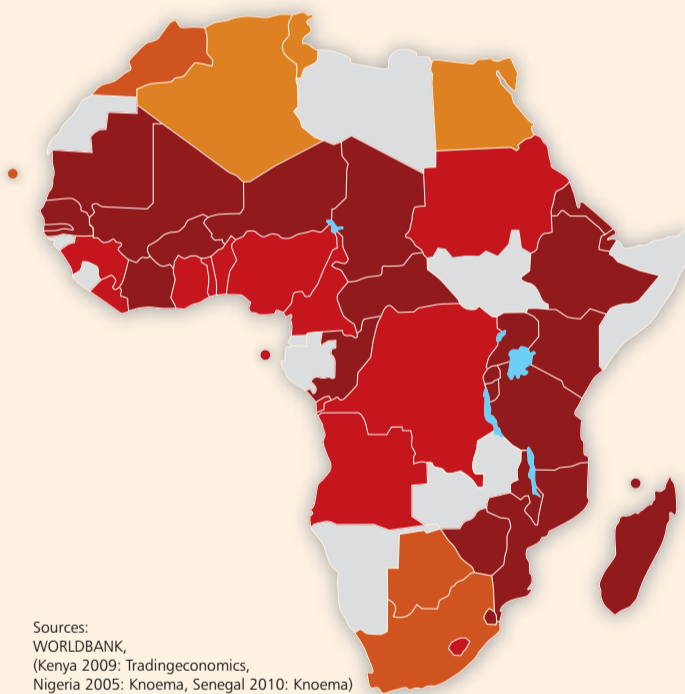 Sources:
WORLDBANK,
(Kenya 2009: Tradingeconomics,
Nigeria 2005: Knoema, Senegal 2010: Knoema)